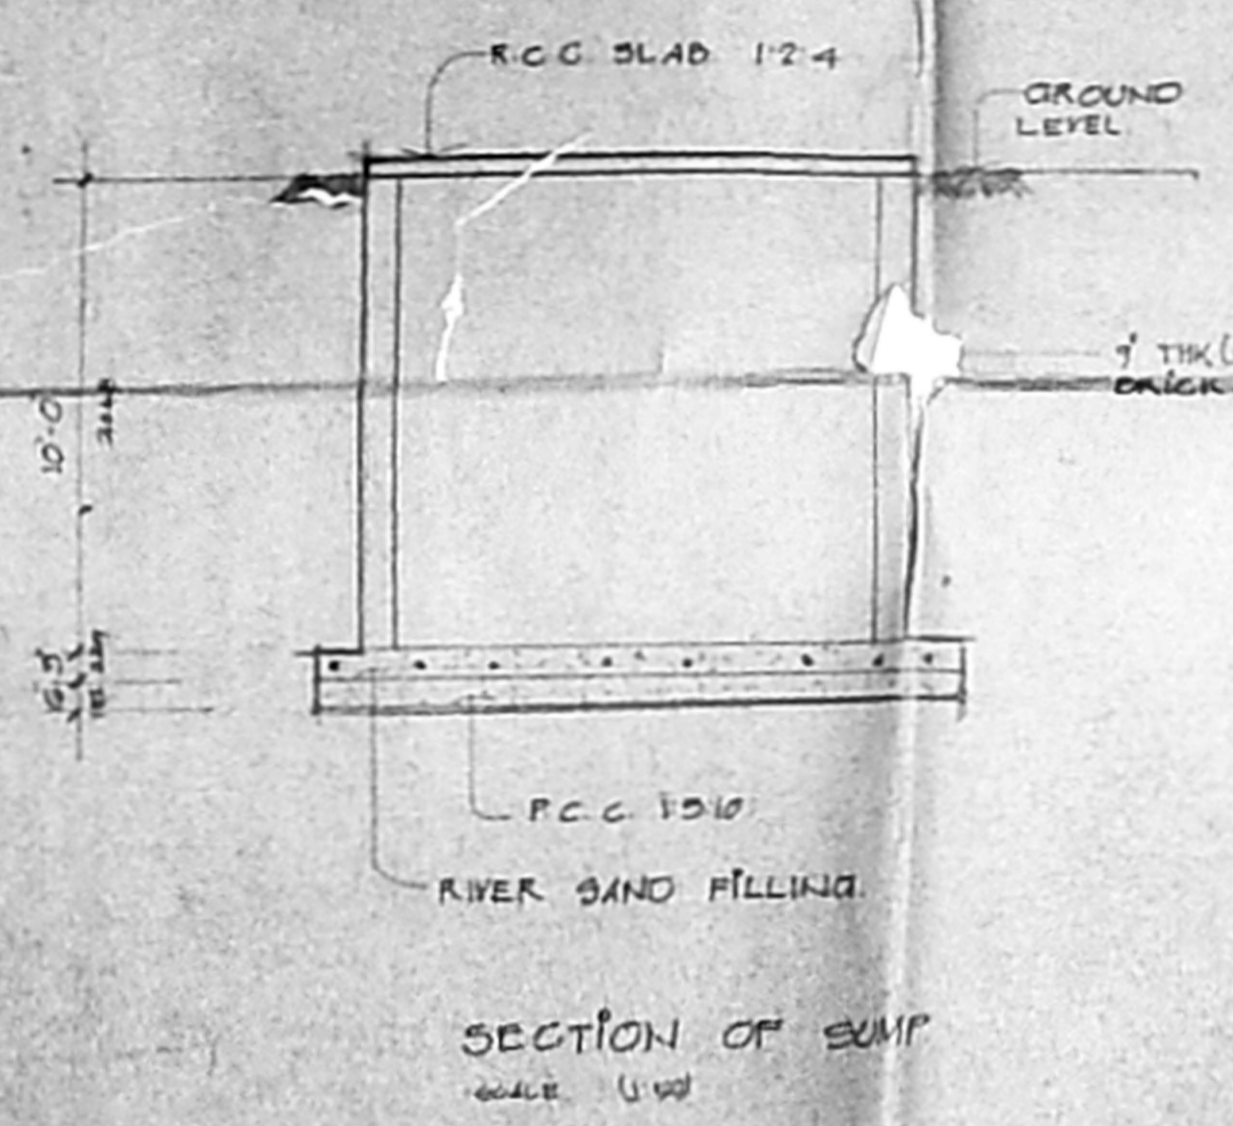 R.C.C. SLAB 1·2·4
GROUND
LEVEL
9" THK
BRICK
10'-0"
P.C.C. 1:5:10
RIVER SAND FILLING.
SECTION OF SUMP
SCALE